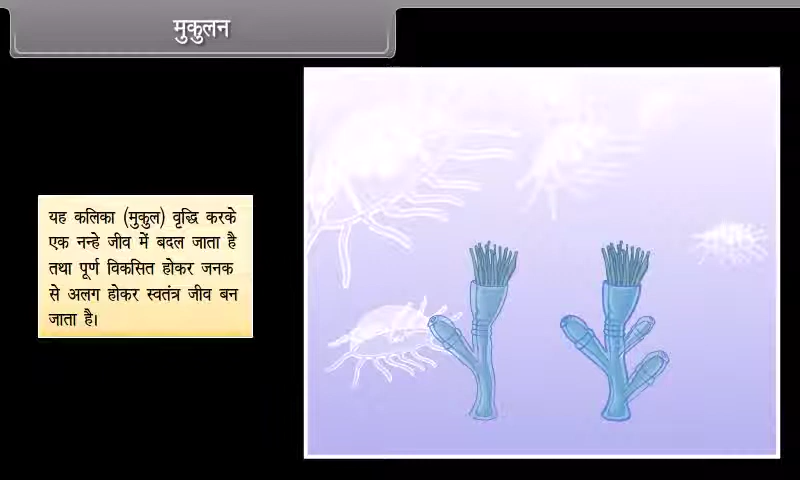 मुकुलन
यह कलिका (मुकुल) वृद्धि करके
एक नन्हे जीव में बदल जाता है
तथा पूर्ण विकसित होकर जनक
से अलग होकर स्वतंत्र जीव बन
जाता है।